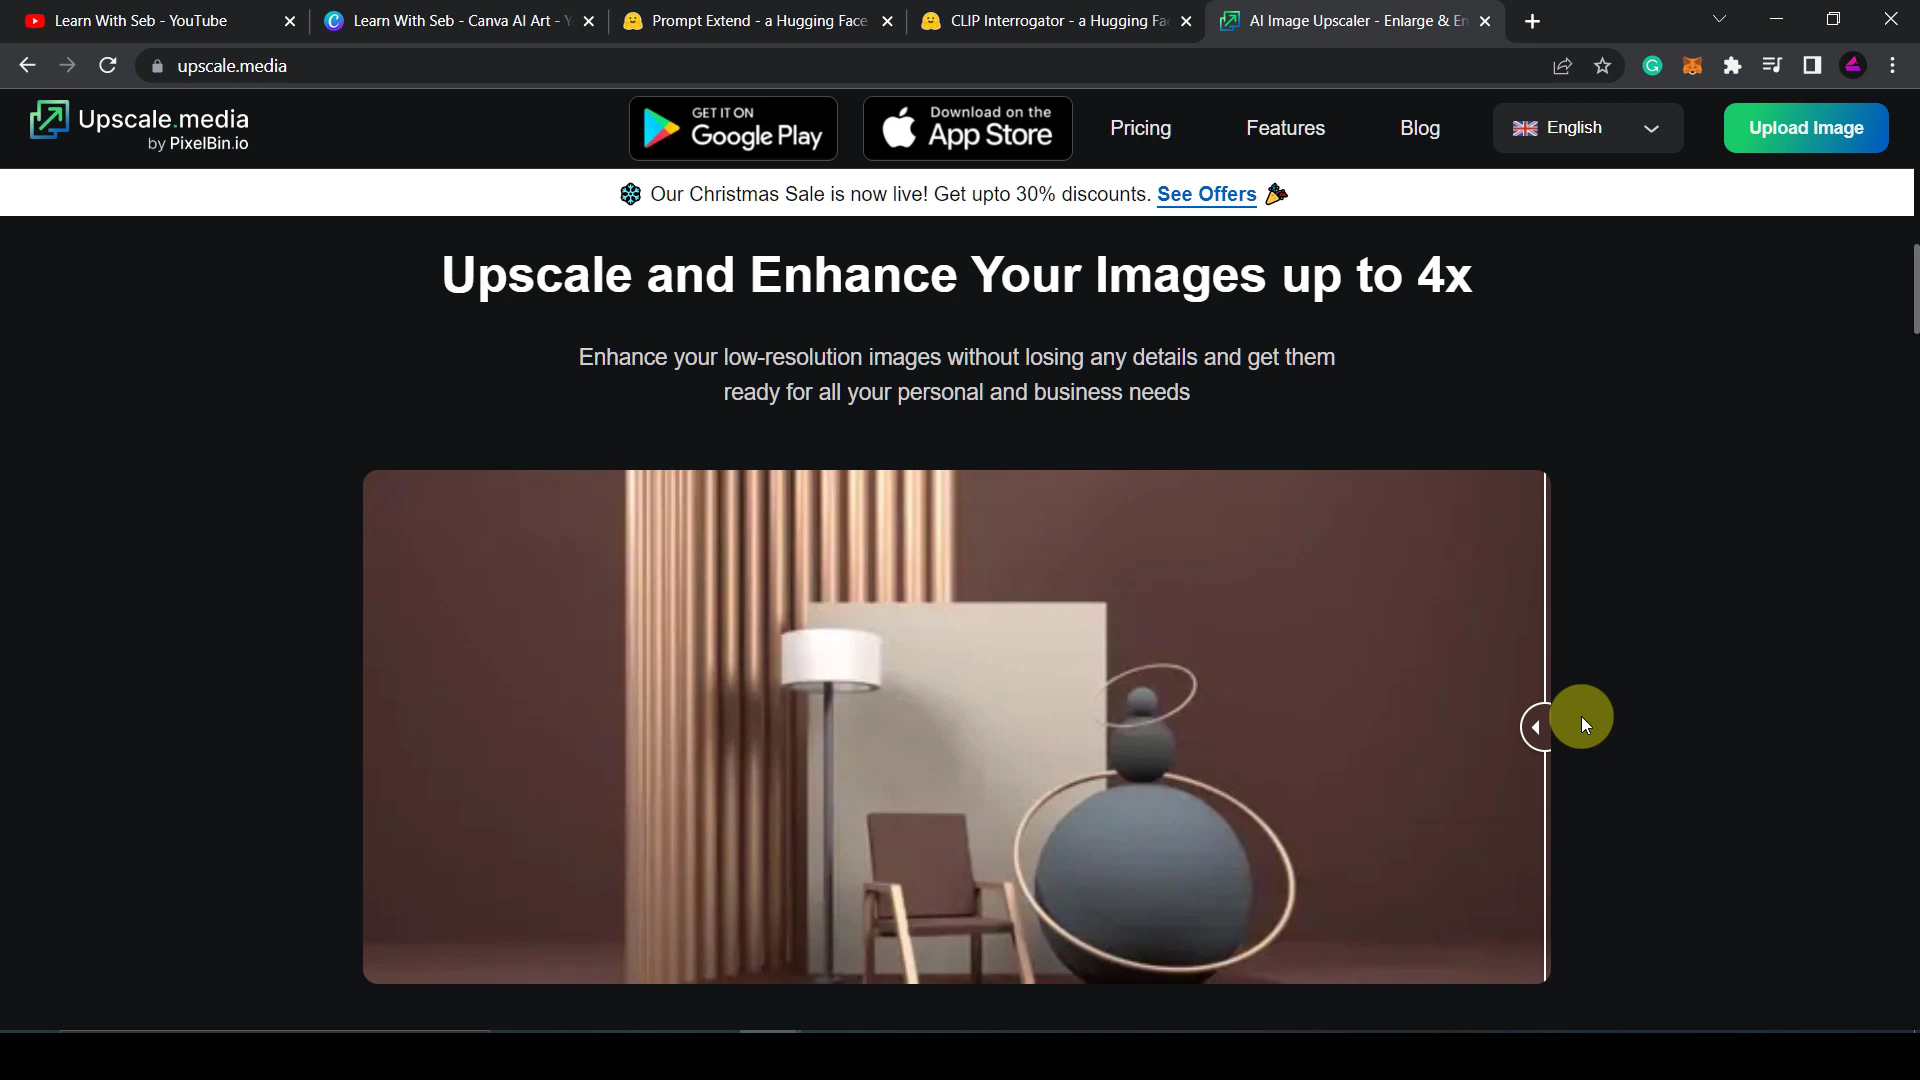 Learn With Seb - YouTube
Learn With Seb - Canva AI Art -
Prompt Extend - a Hugging Face
CLIP Interrogator - a Hugging
AI Image Upscaler - Enlarge &
upscale.media
Upscale.media
by PixelBin.io
GET IT ON
Google Play
Download on the
App Store
Pricing
Features
Blog
English
Upload Image
Our Christmas Sale is now live! Get upto 30% discounts. See Offers
Upscale and Enhance Your Images up to 4x
Enhance your low-resolution images without losing any details and get them
ready for all your personal and business needs